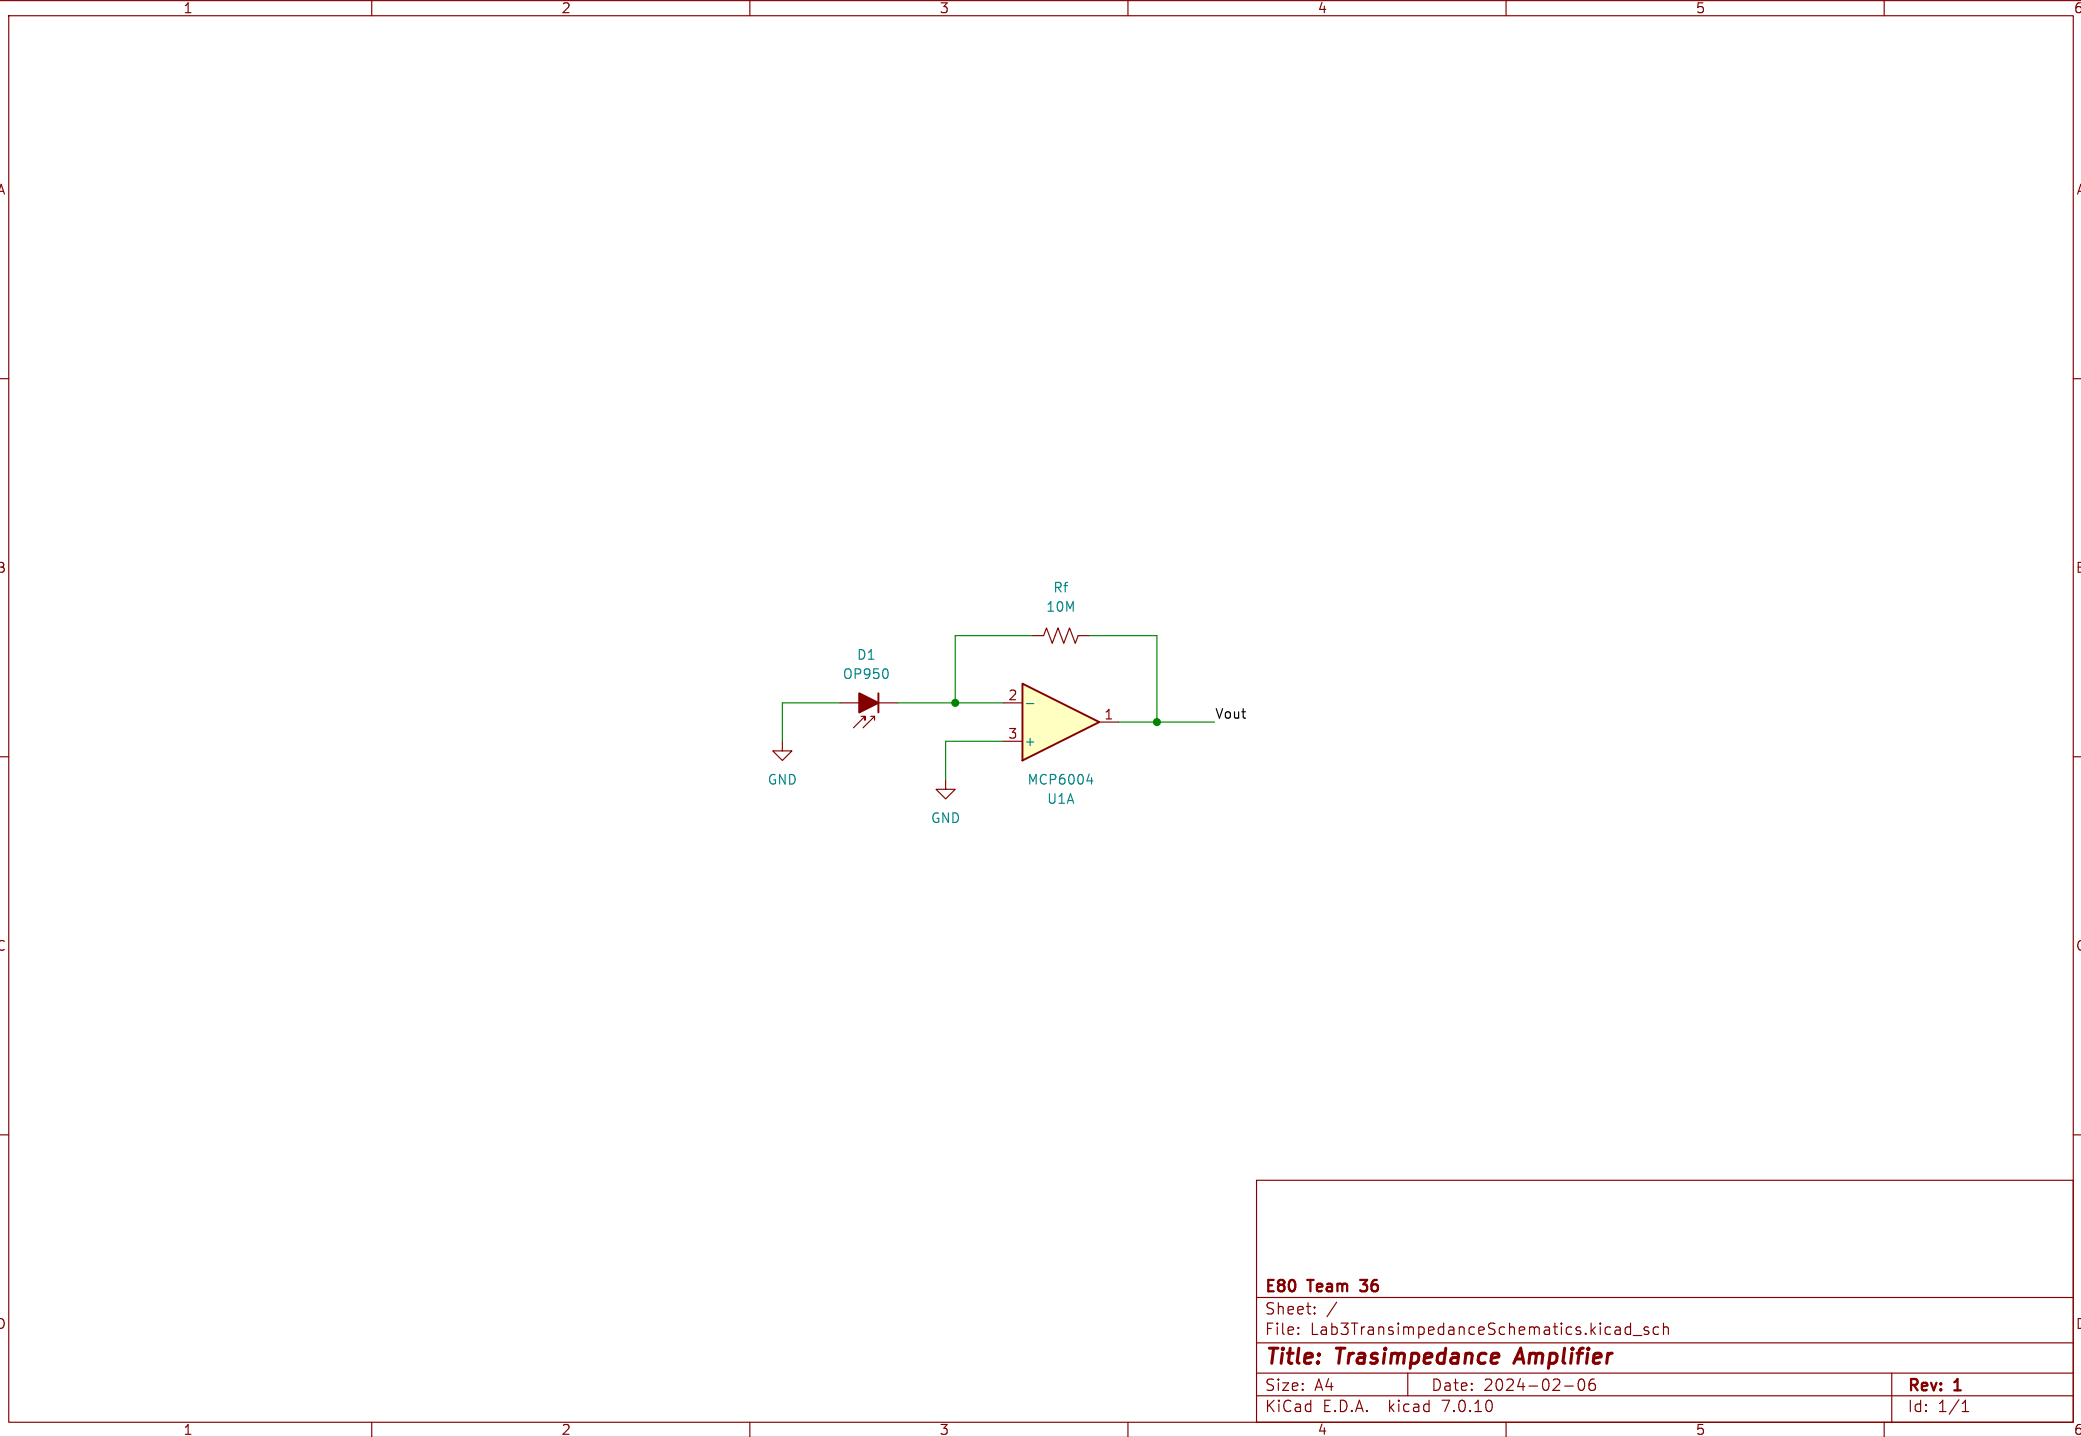 1 2 3 4 5 6
A A
Rf
10M
B B
D1
OP950
2
−
1
Vout
3
+
GND
MCP6004
U1A
GND
C C
E80 Team 36
Sheet: /
File: Lab3TransimpedanceSchematics.kicad_sch
D D
Title: Trasimpedance Amplifier
Size: A4 Date: 2024-02-06 Rev: 1
KiCad E.D.A. kicad 7.0.10 Id: 1/1
1 2 3 4 5 6